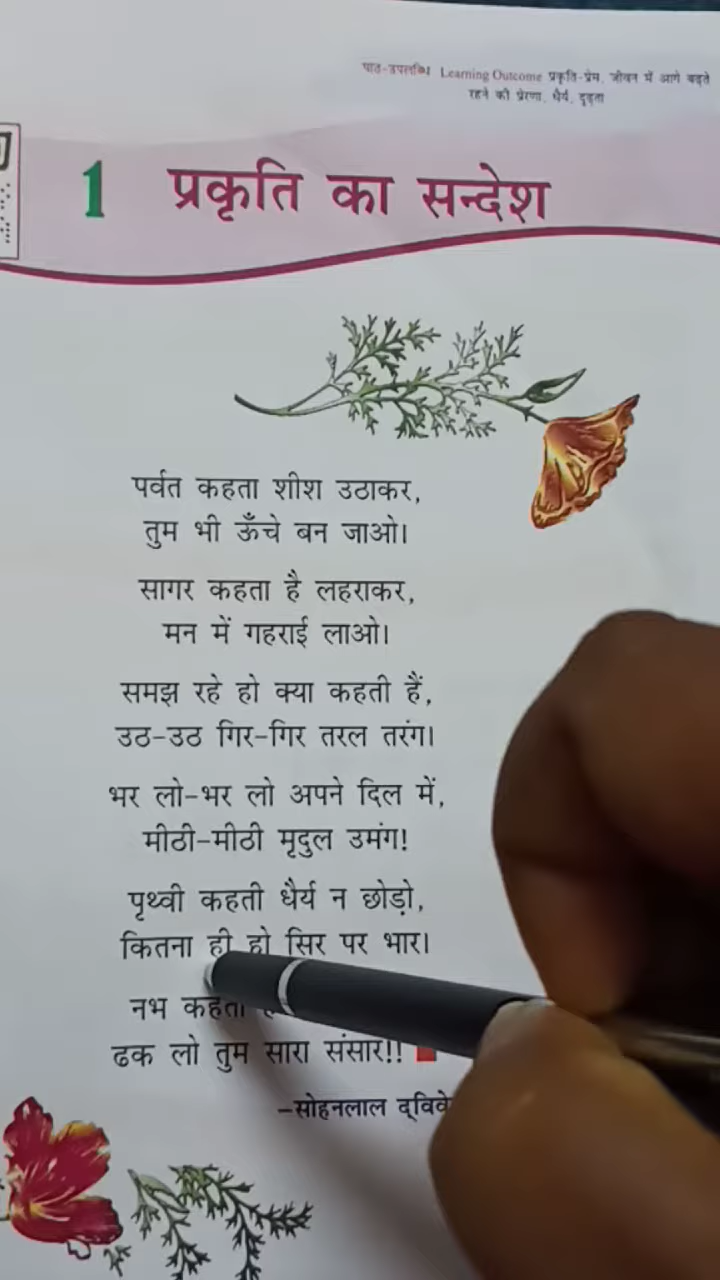 पाठ-उपलब्धि Learning Outcome प्रकृति-प्रेम, जीवन में आगे बढ़ते
रहने की प्रेरणा, धैर्य, दृढ़ता
1 प्रकृति का सन्देश
पर्वत कहता शीश उठाकर,
तुम भी ऊँचे बन जाओ।
सागर कहता है लहराकर,
मन में गहराई लाओ।
समझ रहे हो क्या कहती हैं,
उठ-उठ गिर-गिर तरल तरंग।
भर लो-भर लो अपने दिल में,
मीठी-मीठी मृदुल उमंग!
पृथ्वी कहती धैर्य न छोड़ो,
कितना ही हो सिर पर भार।
नभ कहता
ढक लो तुम सारा संसार!!
-सोहनलाल